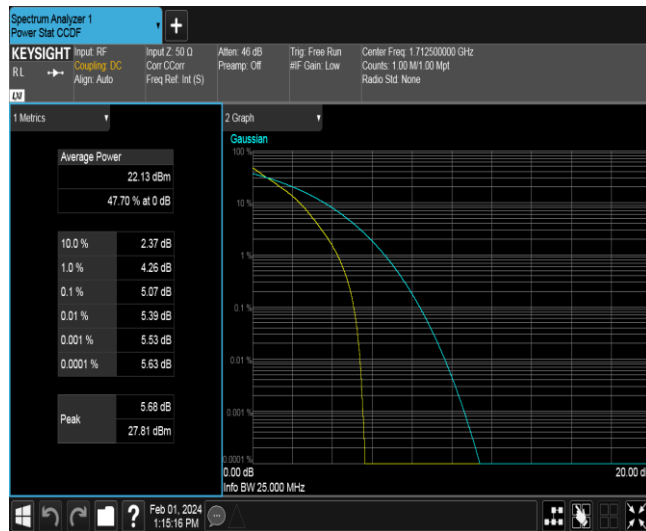 Spectrum Analyzer 1
Power Stat CCDF
+
KEYSIGHT
RL
LXI
Input: RF
Coupling: DC
Align: Auto
Input Z: 50 Ω
Corr CCorr
Freq Ref: Int (S)
Atten: 46 dB
Preamp: Off
Trig: Free Run
#IF Gain: Low
Center Freq: 1.712500000 GHz
Counts: 1.00 M/1.00 Mpt
Radio Std: None
1 Metrics
Average Power
22.13 dBm
47.70 % at 0 dB
10.0 % 2.37 dB
1.0 % 4.26 dB
0.1 % 5.07 dB
0.01 % 5.39 dB
0.001 % 5.53 dB
0.0001 % 5.63 dB
Peak 5.68 dB
27.81 dBm
2 Graph
Gaussian
100 %
10 %
1 %
0.1 %
0.01 %
0.001 %
0.0001 %
0.00 dB 20.00 d
Info BW 25.000 MHz
?
Feb 01, 2024
1:15:16 PM